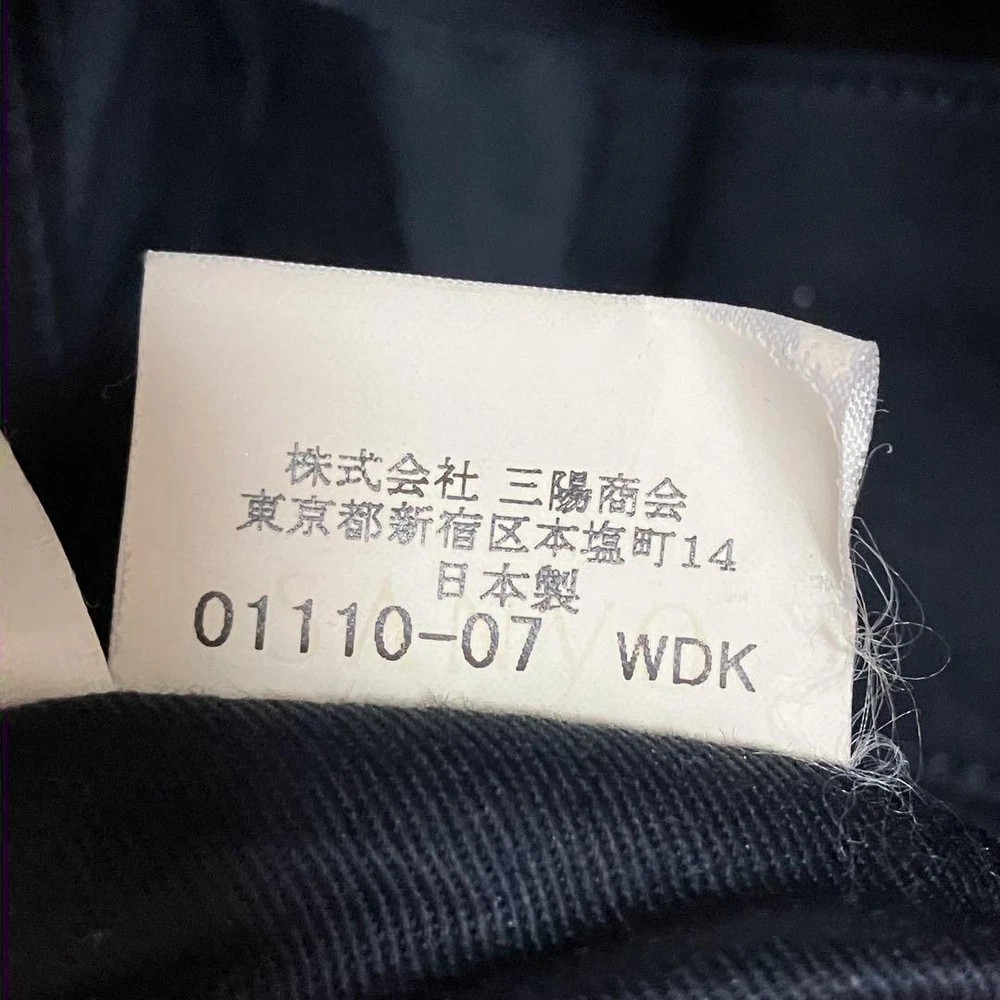 株式会社 三陽商会
東京都新宿区本塩町14
日本製
01110-07 WDK